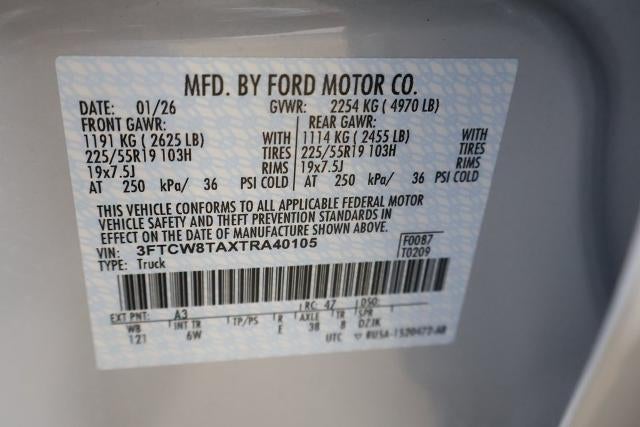 MFD. BY FORD MOTOR CO.
DATE: 01/26 GVWR: 2254 KG ( 4970 LB)
FRONT GAWR: REAR GAWR:
1191 KG ( 2625 LB) WITH 1114 KG ( 2455 LB) WITH
225/55R19 103H TIRES 225/55R19 103H TIRES
19x7.5J RIMS 19x7.5J RIMS
AT 250 kPa/ 36 PSI COLD AT 250 kPa/ 36 PSI COLD
THIS VEHICLE CONFORMS TO ALL APPLICABLE FEDERAL MOTOR
VEHICLE SAFETY AND THEFT PREVENTION STANDARDS IN
EFFECT ON THE DATE OF MANUFACTURE SHOWN ABOVE.
VIN: 3FTCW8TAXTRA40105 F0087
TYPE: Truck T0209
EXT PNT: A3 RC: 47 DSO:
WB INT TR TP/PS R AXLE TR SPR
121 6W E 38 8 DZJK
UTC